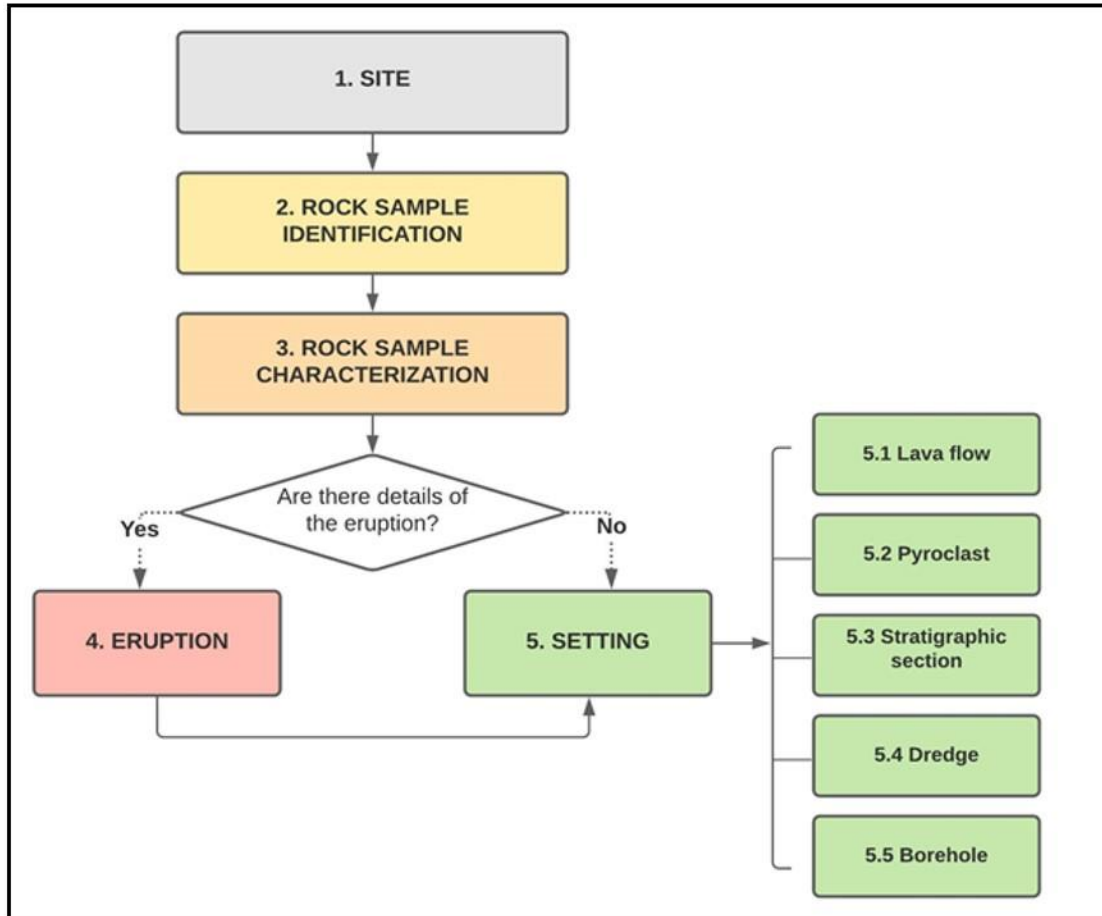 1. SITE
2. ROCK SAMPLE
IDENTIFICATION
3. ROCK SAMPLE
CHARACTERIZATION
Are there details of
the eruption?
Yes
No
4. ERUPTION
5. SETTING
5.1 Lava flow
5.2 Pyroclast
5.3 Stratigraphic
section
5.4 Dredge
5.5 Borehole